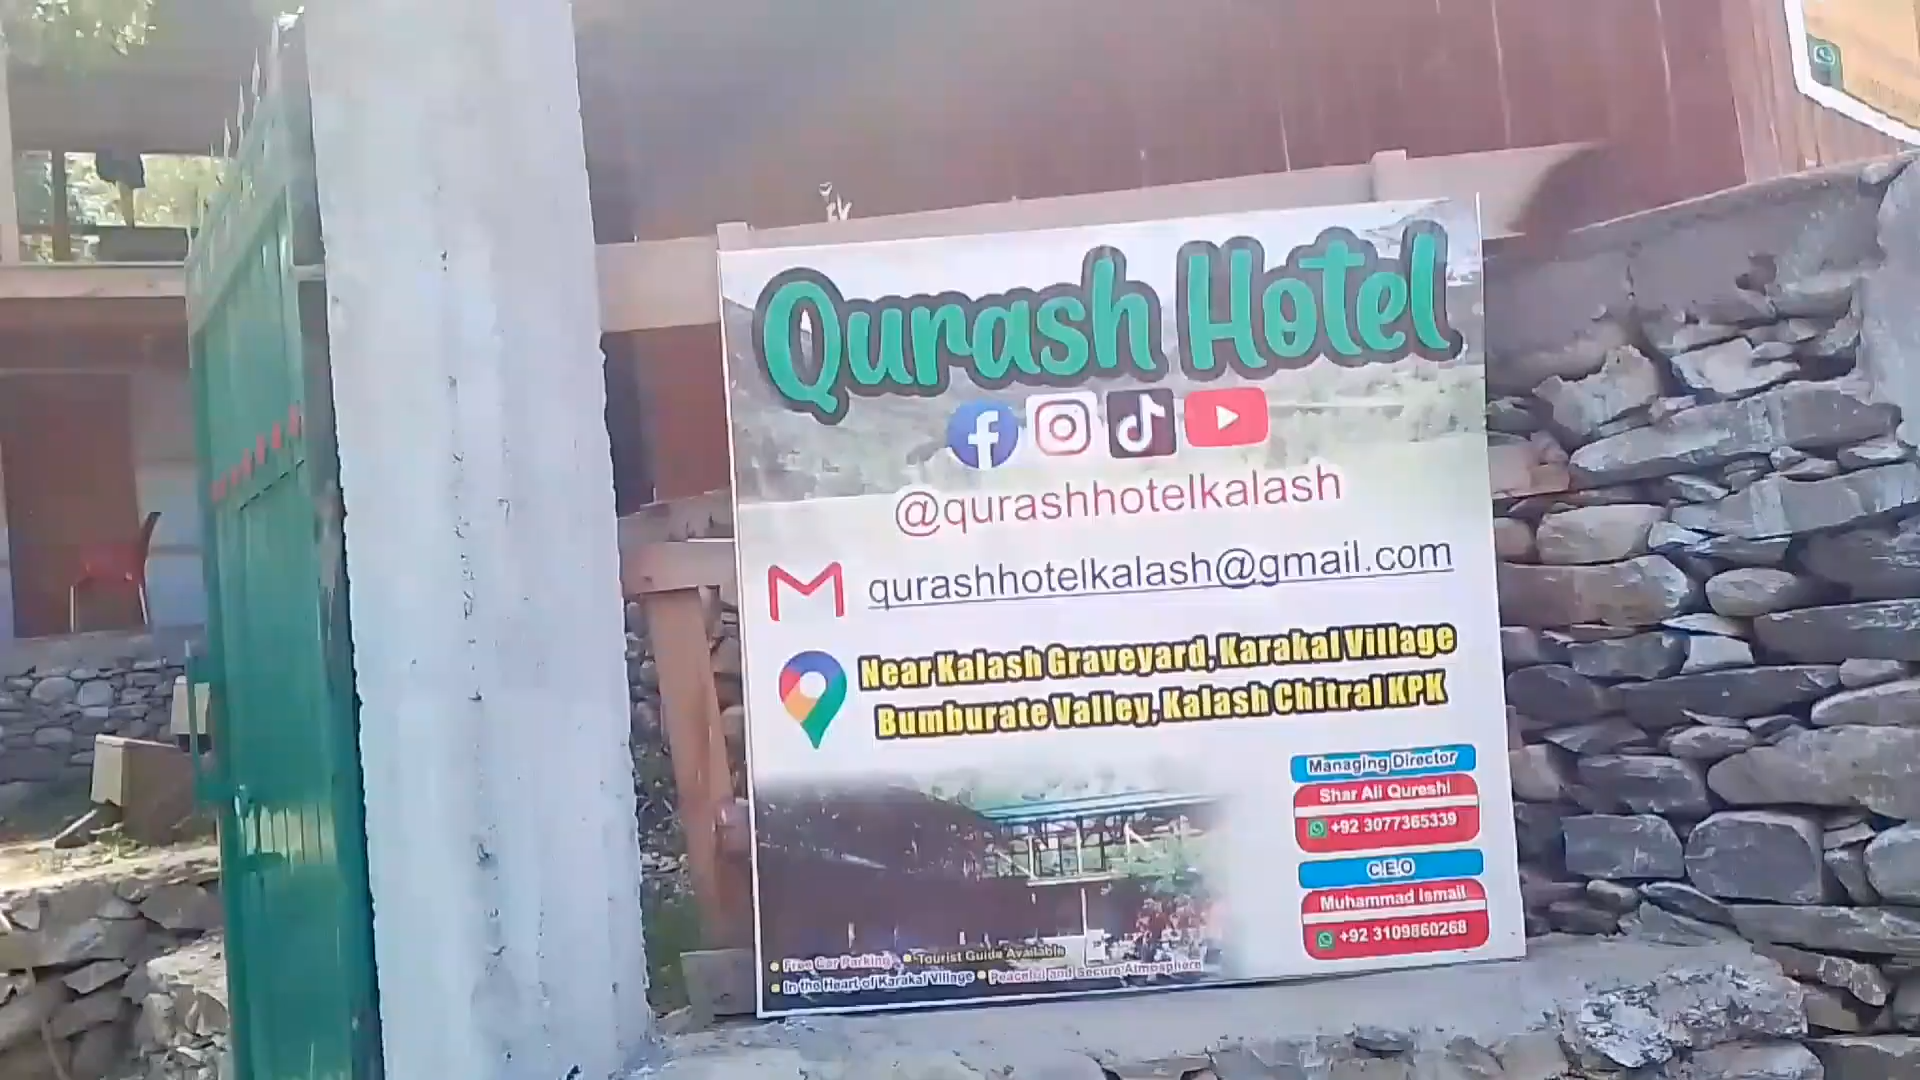 Qurash Hotel
@qurashhotelkalash
qurashhotelkalash@gmail.com
Near Kalash Graveyard, Karakal Village
Bumburate Valley, Kalash Chitral KPK
Managing Director
Shar Ali Qureshi
+92 3077365339
C.E.O
Muhammad Ismail
+92 3109860268
Free Car Parking Tourist Guide Available
In the Heart of Karakal Village Peaceful and Secure Atmosphere